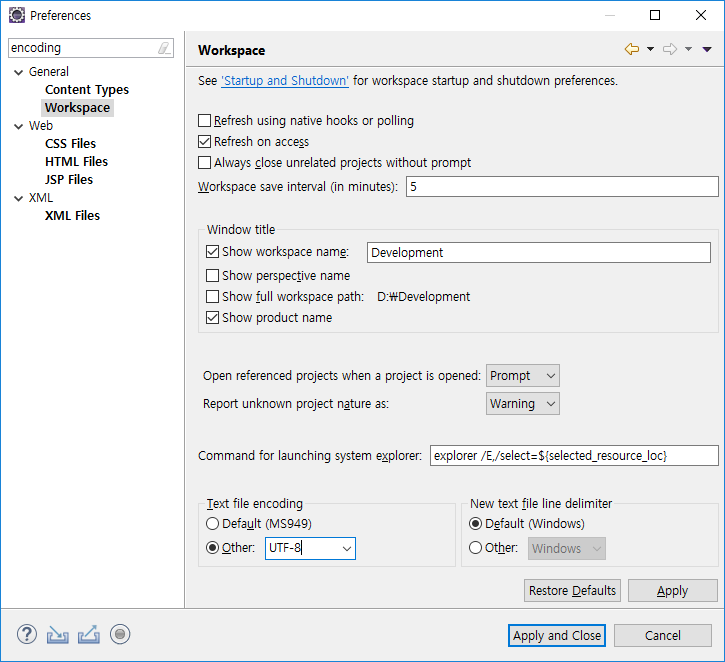 Preferences
encoding
General
Content Types
Workspace
Web
CSS Files
HTML Files
JSP Files
XML
XML Files
Workspace
See 'Startup and Shutdown' for workspace startup and shutdown preferences.
Refresh using native hooks or polling
Refresh on access
Always close unrelated projects without prompt
Workspace save interval (in minutes): 5
Window title
Show workspace name: Development
Show perspective name
Show full workspace path: D:₩Development
Show product name
Open referenced projects when a project is opened: Prompt
Report unknown project nature as: Warning
Command for launching system explorer: explorer /E,/select=${selected_resource_loc}
Text file encoding
Default (MS949)
Other: UTF-8
New text file line delimiter
Default (Windows)
Other: Windows
Restore Defaults Apply
Apply and Close Cancel